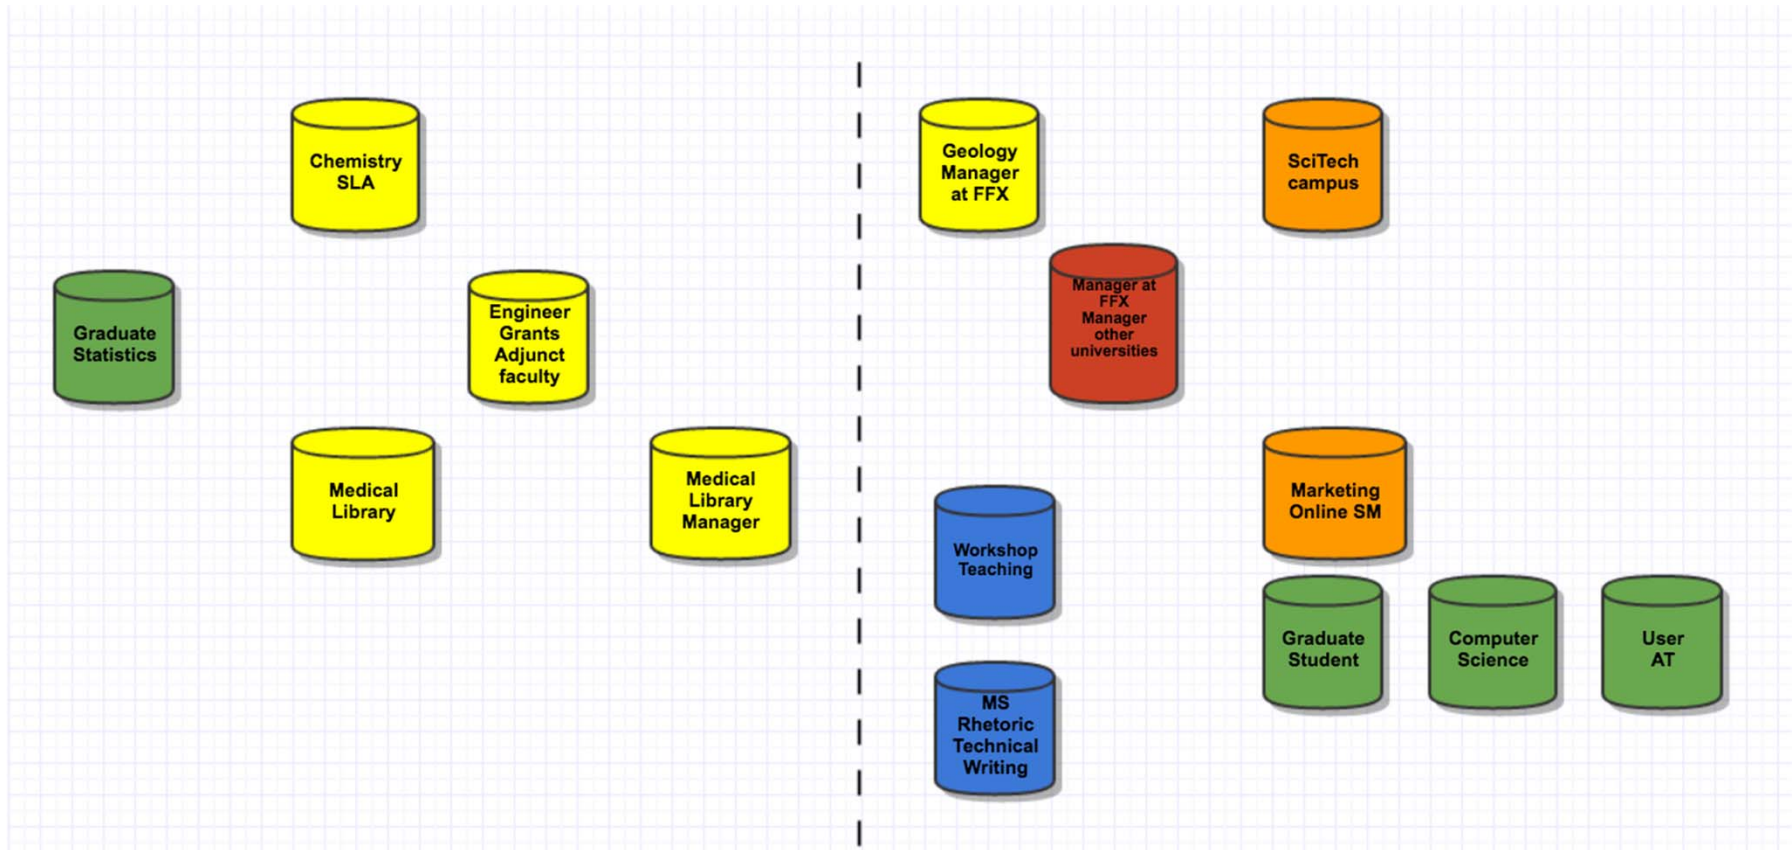 Chemistry
SLA
Graduate
Statistics
Engineer
Grants
Adjunct
faculty
Medical
Library
Medical
Library
Manager
Geology
Manager
at FFX
SciTech
campus
Manager at
FFX
Manager
other
universities
Workshop
Teaching
Marketing
Online SM
Graduate
Student
Computer
Science
User
AT
MS
Rhetoric
Technical
Writing